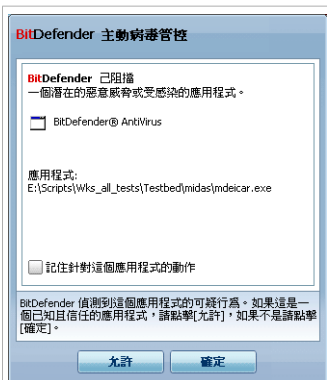 BitDefender 主動病毒管控
BitDefender 已阻擋
一個潛在的惡意威脅或受感染的應用程式。
BitDefender® AntiVirus
應用程式:
E:\Scripts\Wks_all_tests\Testbed\midas\mdeicar.exe
記住針對這個應用程式的動作
BitDefender 偵測到這個應用程式的可疑行為。如果這是一
個已知且信任的應用程式，請點擊[允許]，如果不是請點擊
[確定]。
允許
確定